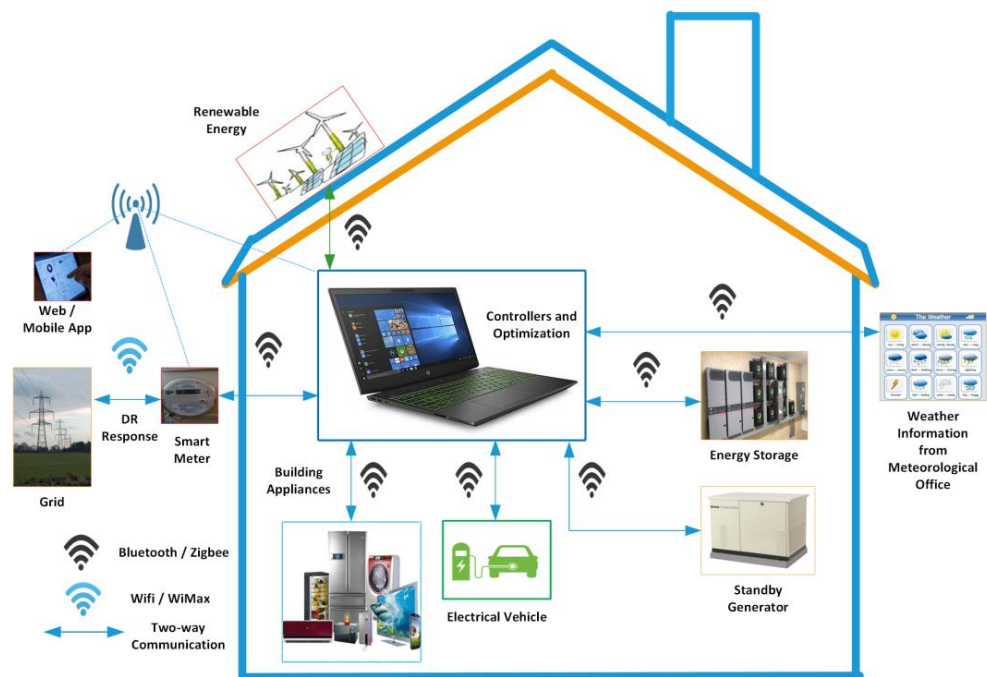 Renewable
Energy
Web /
Mobile App
Controllers and
Optimization
The Weather
DR
Response
Smart
Meter
Grid
Building
Appliances
Energy Storage
Weather
Information
from
Meteorological
Office
Electrical Vehicle
Standby
Generator
Bluetooth / Zigbee
Wifi / WiMax
Two-way
Communication